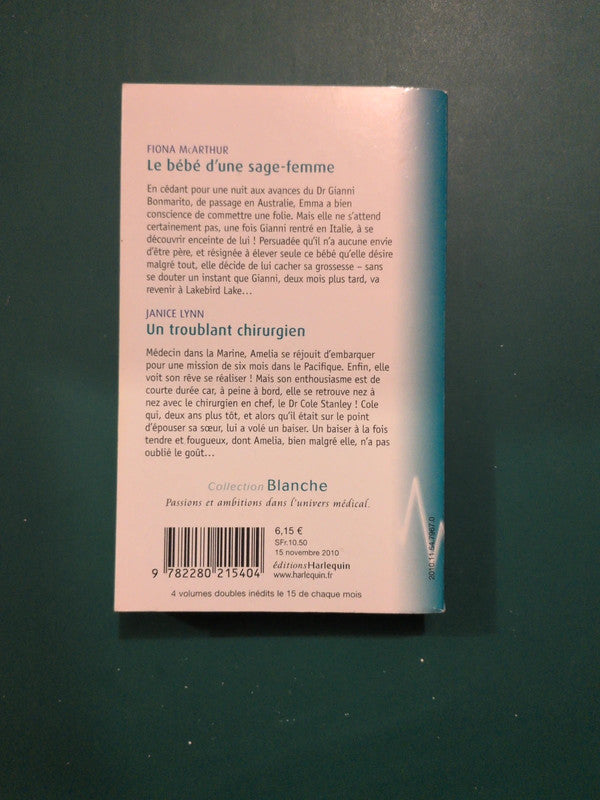 FIONA McARTHUR
Le bébé d'une sage-femme
En cédant pour une nuit aux avances du Dr Gianni
Bonmarito, de passage en Australie, Emma a bien
conscience de commettre une folie. Mais elle ne s'attend
certainement pas, une fois Gianni rentré en Italie, à se
découvrir enceinte de lui ! Persuadée qu'il n'a aucune envie
d'être père, et résignée à élever seule ce bébé qu'elle désire
malgré tout, elle décide de lui cacher sa grossesse – sans
se douter un instant que Gianni, deux mois plus tard, va
revenir à Lakebird Lake...
JANICE LYNN
Un troublant chirurgien
Médecin dans la Marine, Amelia se réjouit d'embarquer
pour une mission de six mois dans le Pacifique. Enfin, elle
voit son rêve se réaliser ! Mais son enthousiasme est de
courte durée car, à peine à bord, elle se retrouve nez à
nez avec le chirurgien en chef, le Dr Cole Stanley ! Cole
qui, deux ans plus tôt, et alors qu'il était sur le point
d'épouser sa sœur, lui a volé un baiser. Un baiser à la fois
tendre et fougueux, dont Amelia, bien malgré elle, n'a pas
oublié le goût...
Collection Blanche
Passions et ambitions dans l'univers médical.
6,15 €
SFr.10.50
15 novembre 2010
éditionsHarlequin
www.harlequin.fr
9 782280 215404
4 volumes doubles inédits le 15 de chaque mois
2010.11.64.7987.0